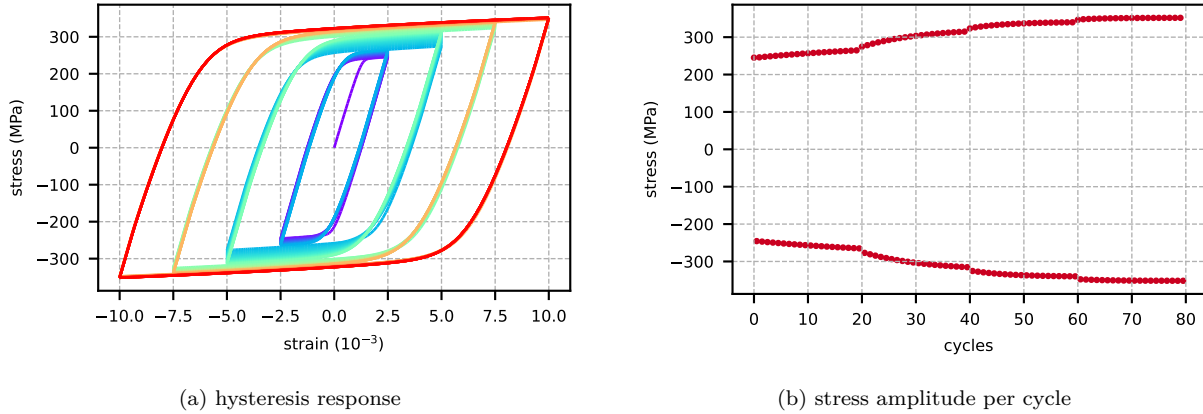 300
200
100
0
−100
−200
−300
stress (MPa)
−10.0 −7.5 −5.0 −2.5 0.0 2.5 5.0 7.5 10.0
strain (10⁻³)
(a) hysteresis response
300
200
100
0
−100
−200
−300
stress (MPa)
0 10 20 30 40 50 60 70 80
cycles
(b) stress amplitude per cycle